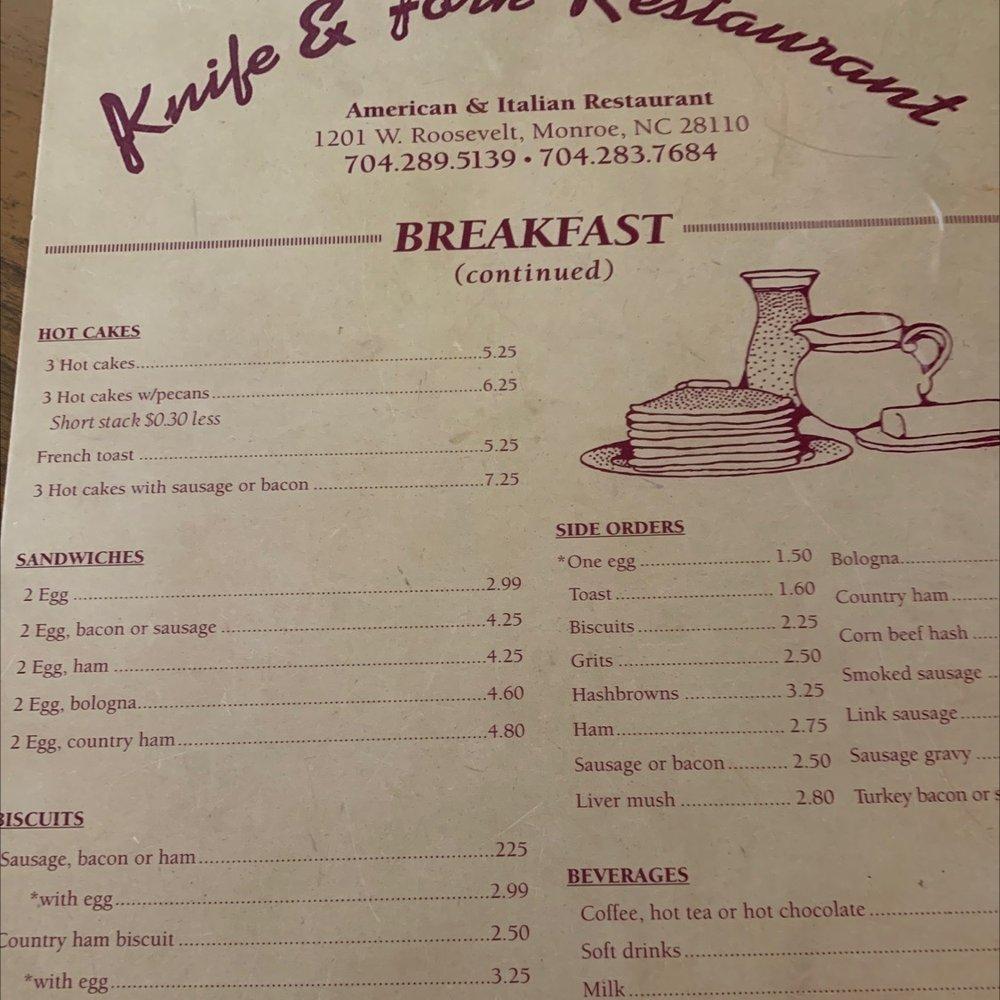 Knife & Fork Restaurant
American & Italian Restaurant
1201 W. Roosevelt, Monroe, NC 28110
704.289.5139 • 704.283.7684
BREAKFAST
(continued)
HOT CAKES
3 Hot cakes 5.25
3 Hot cakes w/pecans 6.25
Short stack $0.30 less
French toast 5.25
3 Hot cakes with sausage or bacon 7.25
SANDWICHES
2 Egg 2.99
2 Egg, bacon or sausage 4.25
2 Egg, ham 4.25
2 Egg, bologna 4.60
2 Egg, country ham 4.80
BISCUITS
Sausage, bacon or ham 225
*with egg 2.99
Country ham biscuit 2.50
*with egg 3.25
SIDE ORDERS
*One egg 1.50
Toast 1.60
Biscuits 2.25
Grits 2.50
Hashbrowns 3.25
Ham 2.75
Sausage or bacon 2.50
Liver mush 2.80
Bologna
Country ham
Corn beef hash
Smoked sausage
Link sausage
Sausage gravy
Turkey bacon or
BEVERAGES
Coffee, hot tea or hot chocolate
Soft drinks
Milk